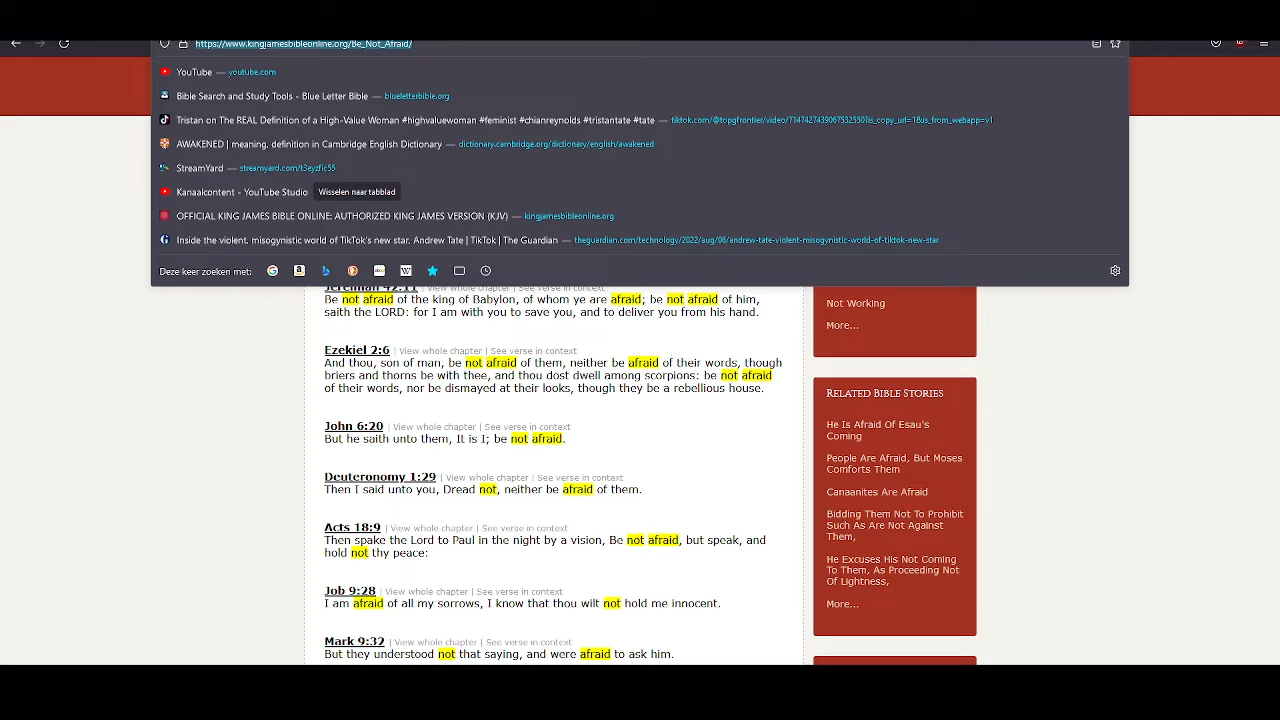 https://www.kingjamesbibleonline.org/Be_Not_Afraid/
YouTube — youtube.com
Bible Search and Study Tools - Blue Letter Bible — blueletterbible.org
Tristan on The REAL Definition of a High-Value Woman #highvaluewoman #feminist #chianreynolds #tristantate #tate — tiktok.com/@topgfrontier/video/7147427439067532550?is_copy_url=1&is_from_webapp=v1
AWAKENED | meaning, definition in Cambridge English Dictionary — dictionary.cambridge.org/dictionary/english/awakened
StreamYard — streamyard.com/t3eyzfic55
Kanaalcontent - YouTube Studio Wisselen naar tabblad
OFFICIAL KING JAMES BIBLE ONLINE: AUTHORIZED KING JAMES VERSION (KJV) — kingjamesbibleonline.org
Inside the violent, misogynistic world of TikTok's new star, Andrew Tate | TikTok | The Guardian — theguardian.com/technology/2022/aug/06/andrew-tate-violent-misogynistic-world-of-tiktok-new-star
Deze keer zoeken met:
Jeremiah 42:11 | View whole chapter | See verse in context
Be not afraid of the king of Babylon, of whom ye are afraid; be not afraid of him,
saith the LORD: for I am with you to save you, and to deliver you from his hand.
Ezekiel 2:6 | View whole chapter | See verse in context
And thou, son of man, be not afraid of them, neither be afraid of their words, though
briers and thorns be with thee, and thou dost dwell among scorpions: be not afraid
of their words, nor be dismayed at their looks, though they be a rebellious house.
John 6:20 | View whole chapter | See verse in context
But he saith unto them, It is I; be not afraid.
Deuteronomy 1:29 | View whole chapter | See verse in context
Then I said unto you, Dread not, neither be afraid of them.
Acts 18:9 | View whole chapter | See verse in context
Then spake the Lord to Paul in the night by a vision, Be not afraid, but speak, and
hold not thy peace:
Job 9:28 | View whole chapter | See verse in context
I am afraid of all my sorrows, I know that thou wilt not hold me innocent.
Mark 9:32 | View whole chapter | See verse in context
But they understood not that saying, and were afraid to ask him.
Not Working
More...
RELATED BIBLE STORIES
He Is Afraid Of Esau's
Coming
People Are Afraid, But Moses
Comforts Them
Canaanites Are Afraid
Bidding Them Not To Prohibit
Such As Are Not Against
Them,
He Excuses His Not Coming
To Them, As Proceeding Not
Of Lightness,
More...